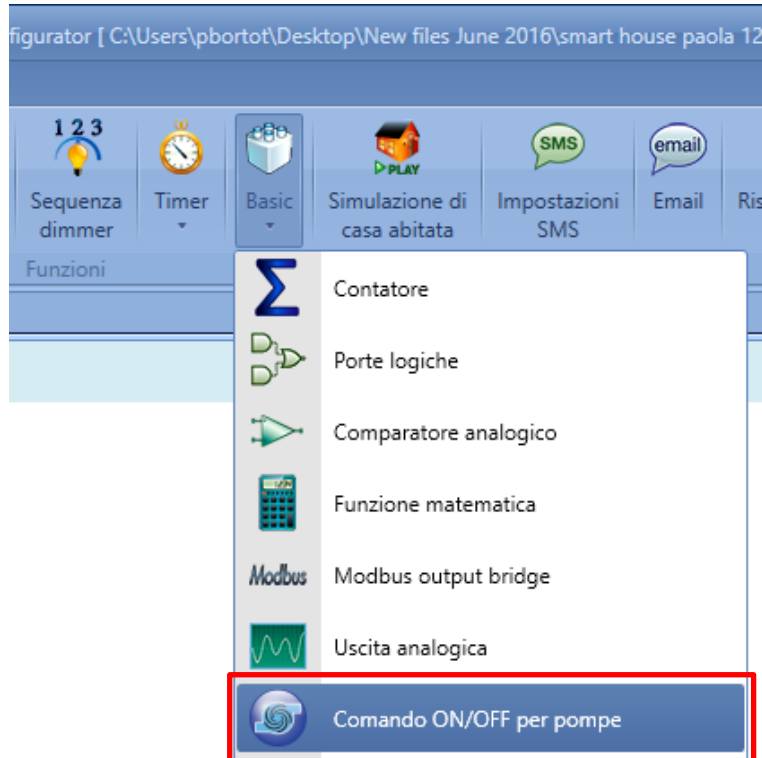 figurator [ C:\Users\pbortot\Desktop\New files June 2016\smart house paola 12
1 2 3
PLAY
SMS
email
Sequenza dimmer
Timer
Basic
Simulazione di casa abitata
Impostazioni SMS
Email
Ris
Funzioni
Contatore
Porte logiche
Comparatore analogico
Funzione matematica
Modbus
Modbus output bridge
Uscita analogica
Comando ON/OFF per pompe